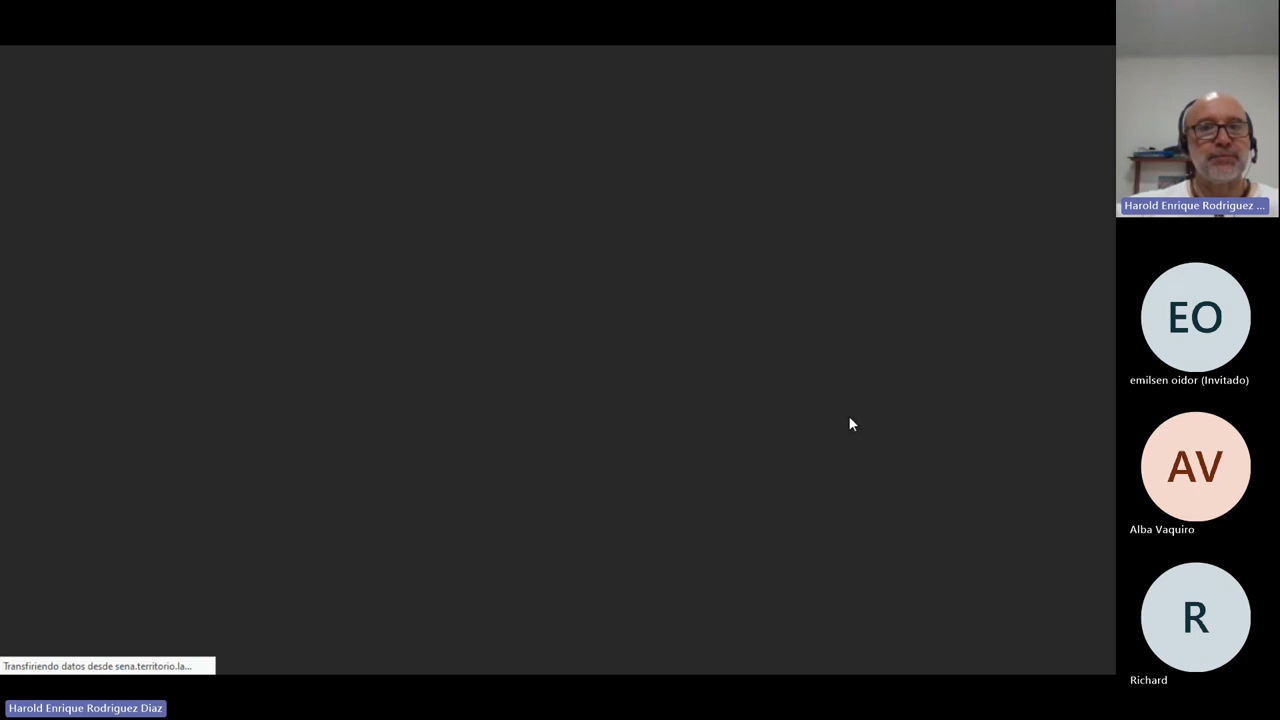 Harold Enrique Rodriguez ...
EO
emilsen oidor (Invitado)
AV
Alba Vaquiro
R
Richard
Transfiriendo datos desde sena.territorio.la...
Harold Enrique Rodriguez Diaz